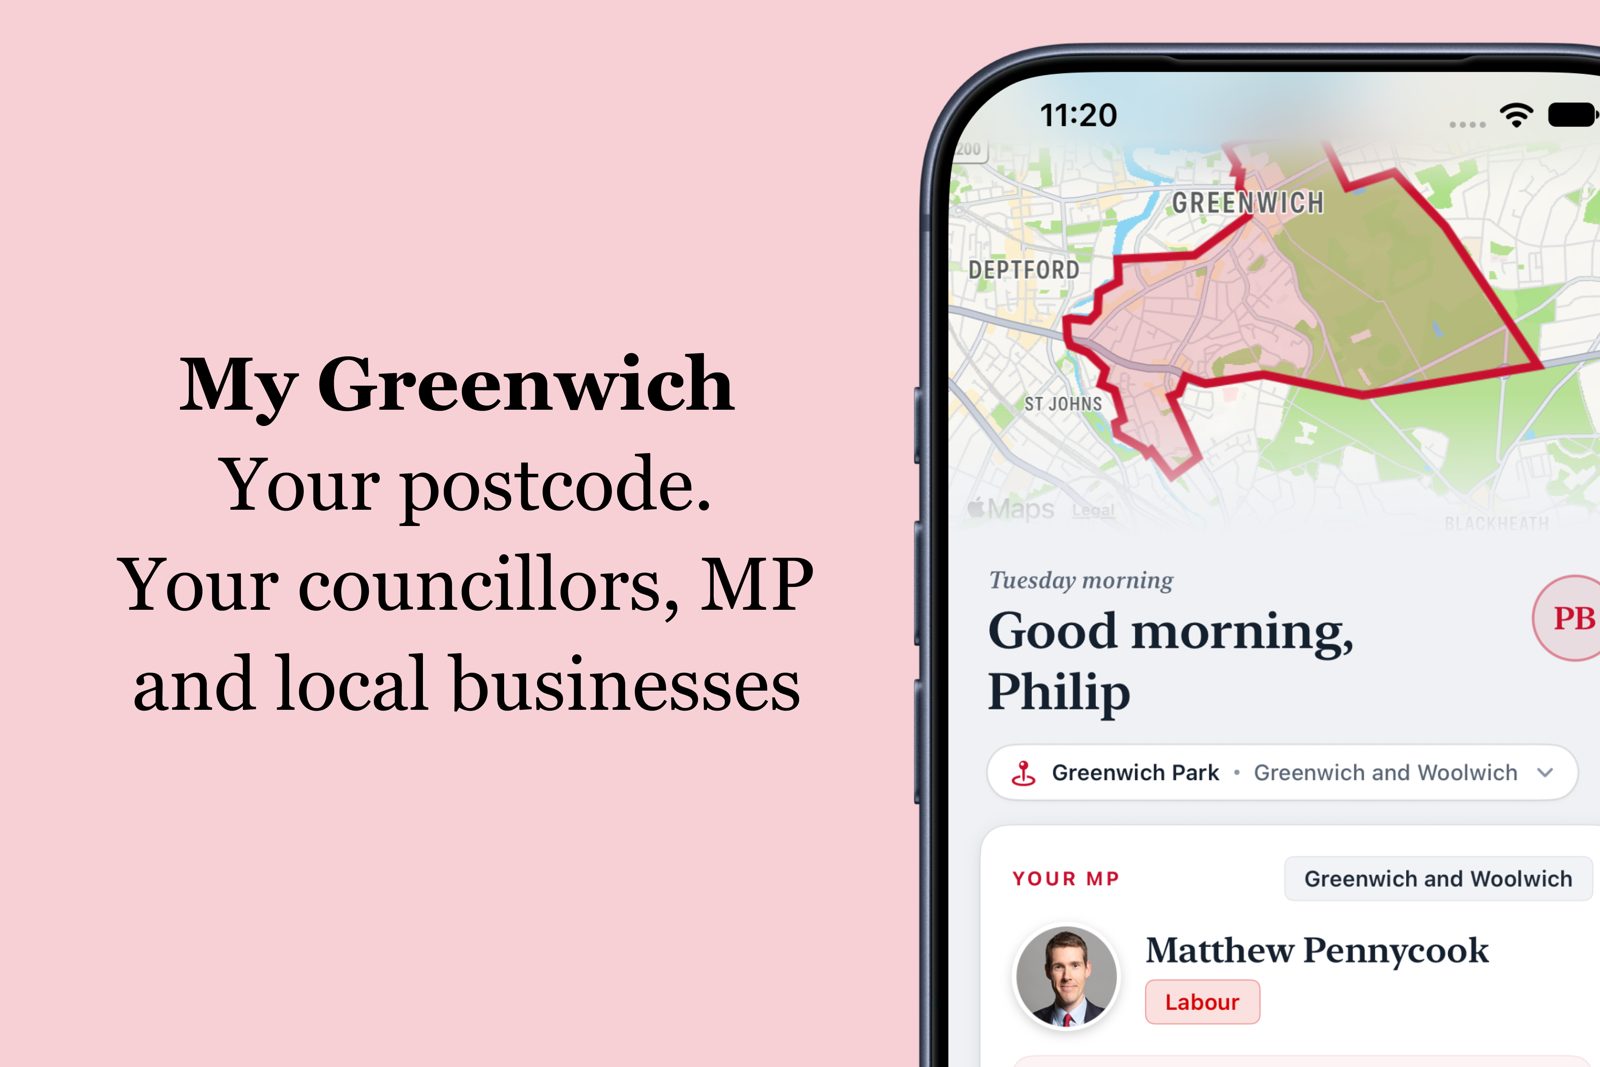 My Greenwich
Your postcode.
Your councillors, MP
and local businesses
11:20
200
GREENWICH
DEPTFORD
ST JOHNS
Maps Legal
BLACKHEATH
Tuesday morning
Good morning,
Philip
PB
Greenwich Park • Greenwich and Woolwich
YOUR MP
Greenwich and Woolwich
Matthew Pennycook
Labour